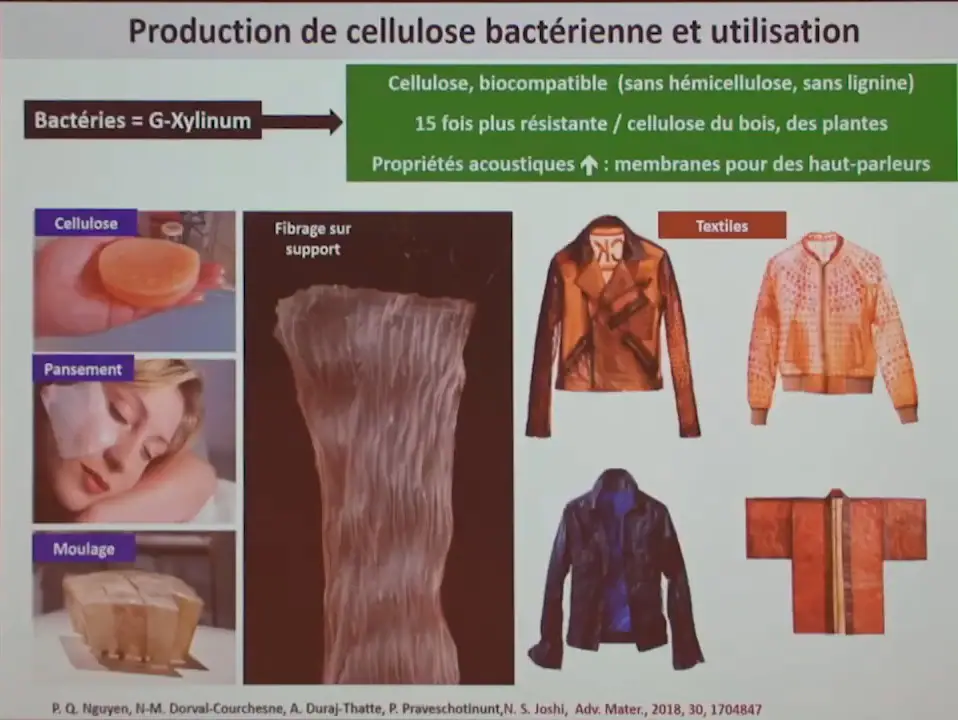 Production de cellulose bactérienne et utilisation
Bactéries = G-Xylinum
Cellulose, biocompatible (sans hémicellulose, sans lignine)
15 fois plus résistante / cellulose du bois, des plantes
Propriétés acoustiques ↑ : membranes pour des haut-parleurs
Cellulose
Pansement
Moulage
Fibrage sur
support
Textiles
P. Q. Nguyen, N-M. Dorval-Courchesne, A. Duraj-Thatte, P. Praveschotinunt,N. S. Joshi, Adv. Mater., 2018, 30, 1704847